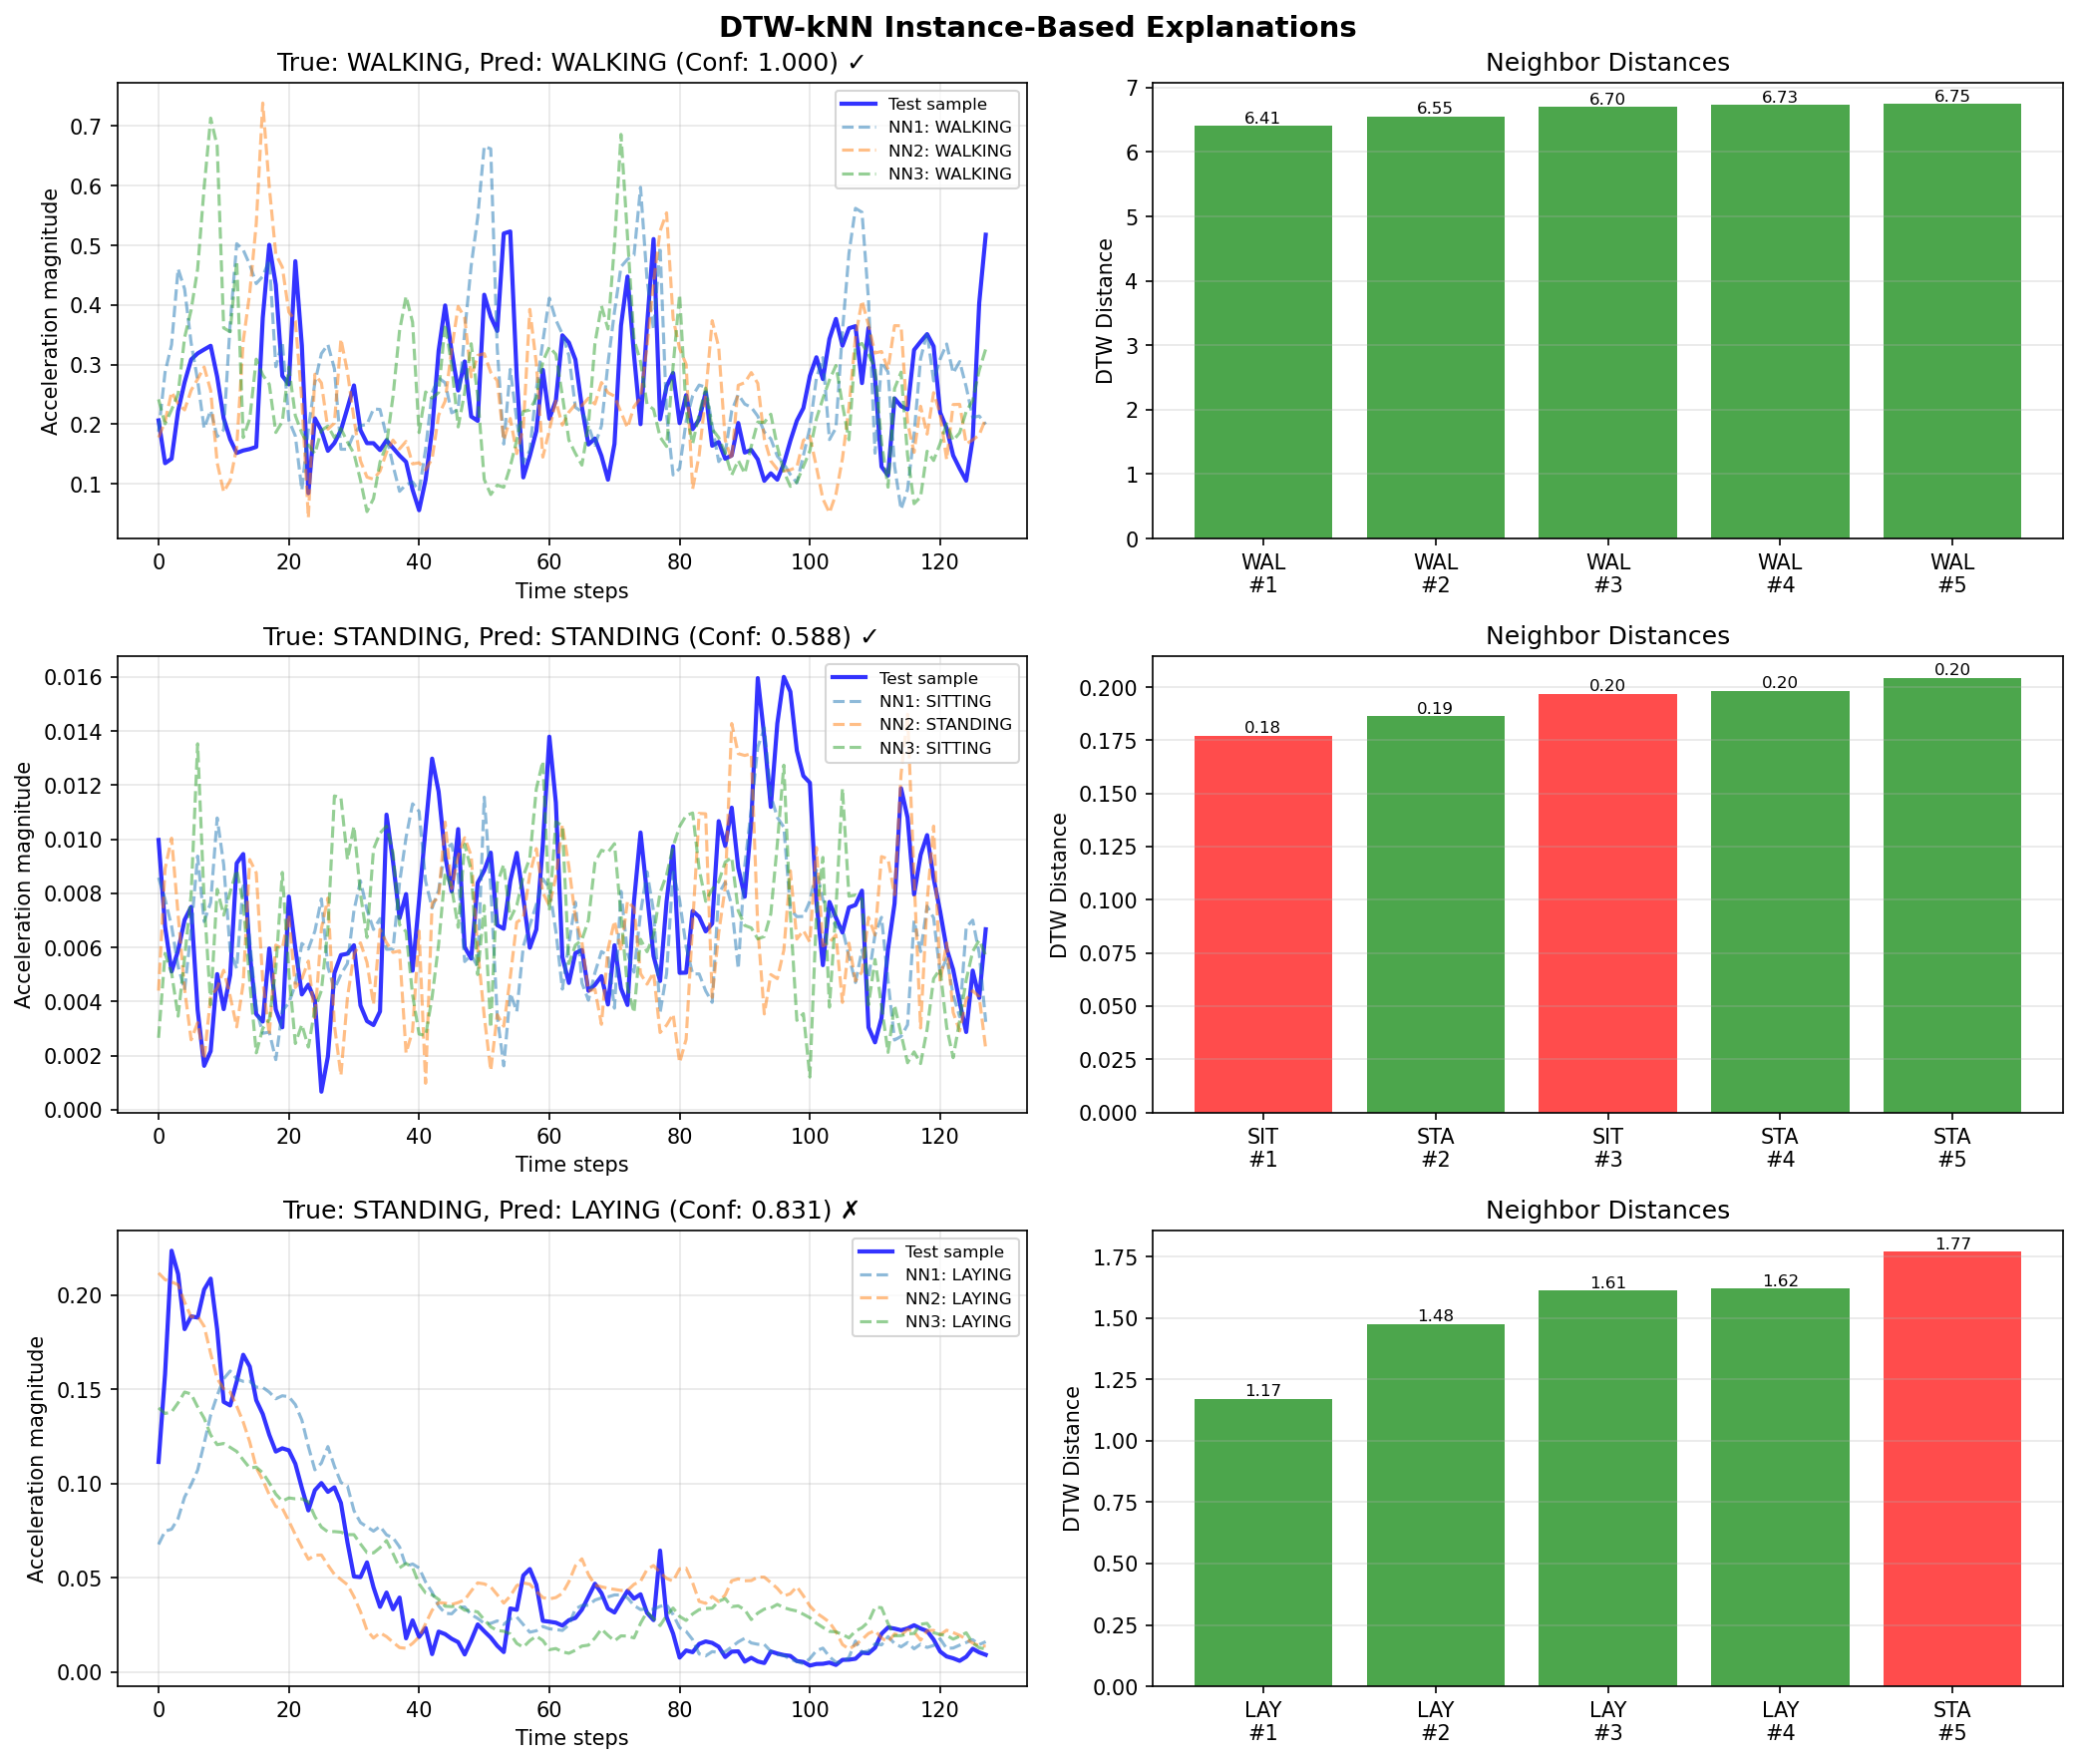 DTW-kNN Instance-Based Explanations
True: WALKING, Pred: WALKING (Conf: 1.000) ✓
Acceleration magnitude
0.7
0.6
0.5
0.4
0.3
0.2
0.1
Test sample
NN1: WALKING
NN2: WALKING
NN3: WALKING
0 20 40 60 80 100 120
Time steps
Neighbor Distances
DTW Distance
7
6
5
4
3
2
1
0
6.41 6.55 6.70 6.73 6.75
WAL WAL WAL WAL WAL
#1 #2 #3 #4 #5
True: STANDING, Pred: STANDING (Conf: 0.588) ✓
Acceleration magnitude
0.016
0.014
0.012
0.010
0.008
0.006
0.004
0.002
0.000
Test sample
NN1: SITTING
NN2: STANDING
NN3: SITTING
0 20 40 60 80 100 120
Time steps
Neighbor Distances
DTW Distance
0.200
0.175
0.150
0.125
0.100
0.075
0.050
0.025
0.000
0.18 0.19 0.20 0.20 0.20
SIT STA SIT STA STA
#1 #2 #3 #4 #5
True: STANDING, Pred: LAYING (Conf: 0.831) ✗
Acceleration magnitude
0.20
0.15
0.10
0.05
0.00
Test sample
NN1: LAYING
NN2: LAYING
NN3: LAYING
0 20 40 60 80 100 120
Time steps
Neighbor Distances
DTW Distance
1.75
1.50
1.25
1.00
0.75
0.50
0.25
0.00
1.17 1.48 1.61 1.62 1.77
LAY LAY LAY LAY STA
#1 #2 #3 #4 #5